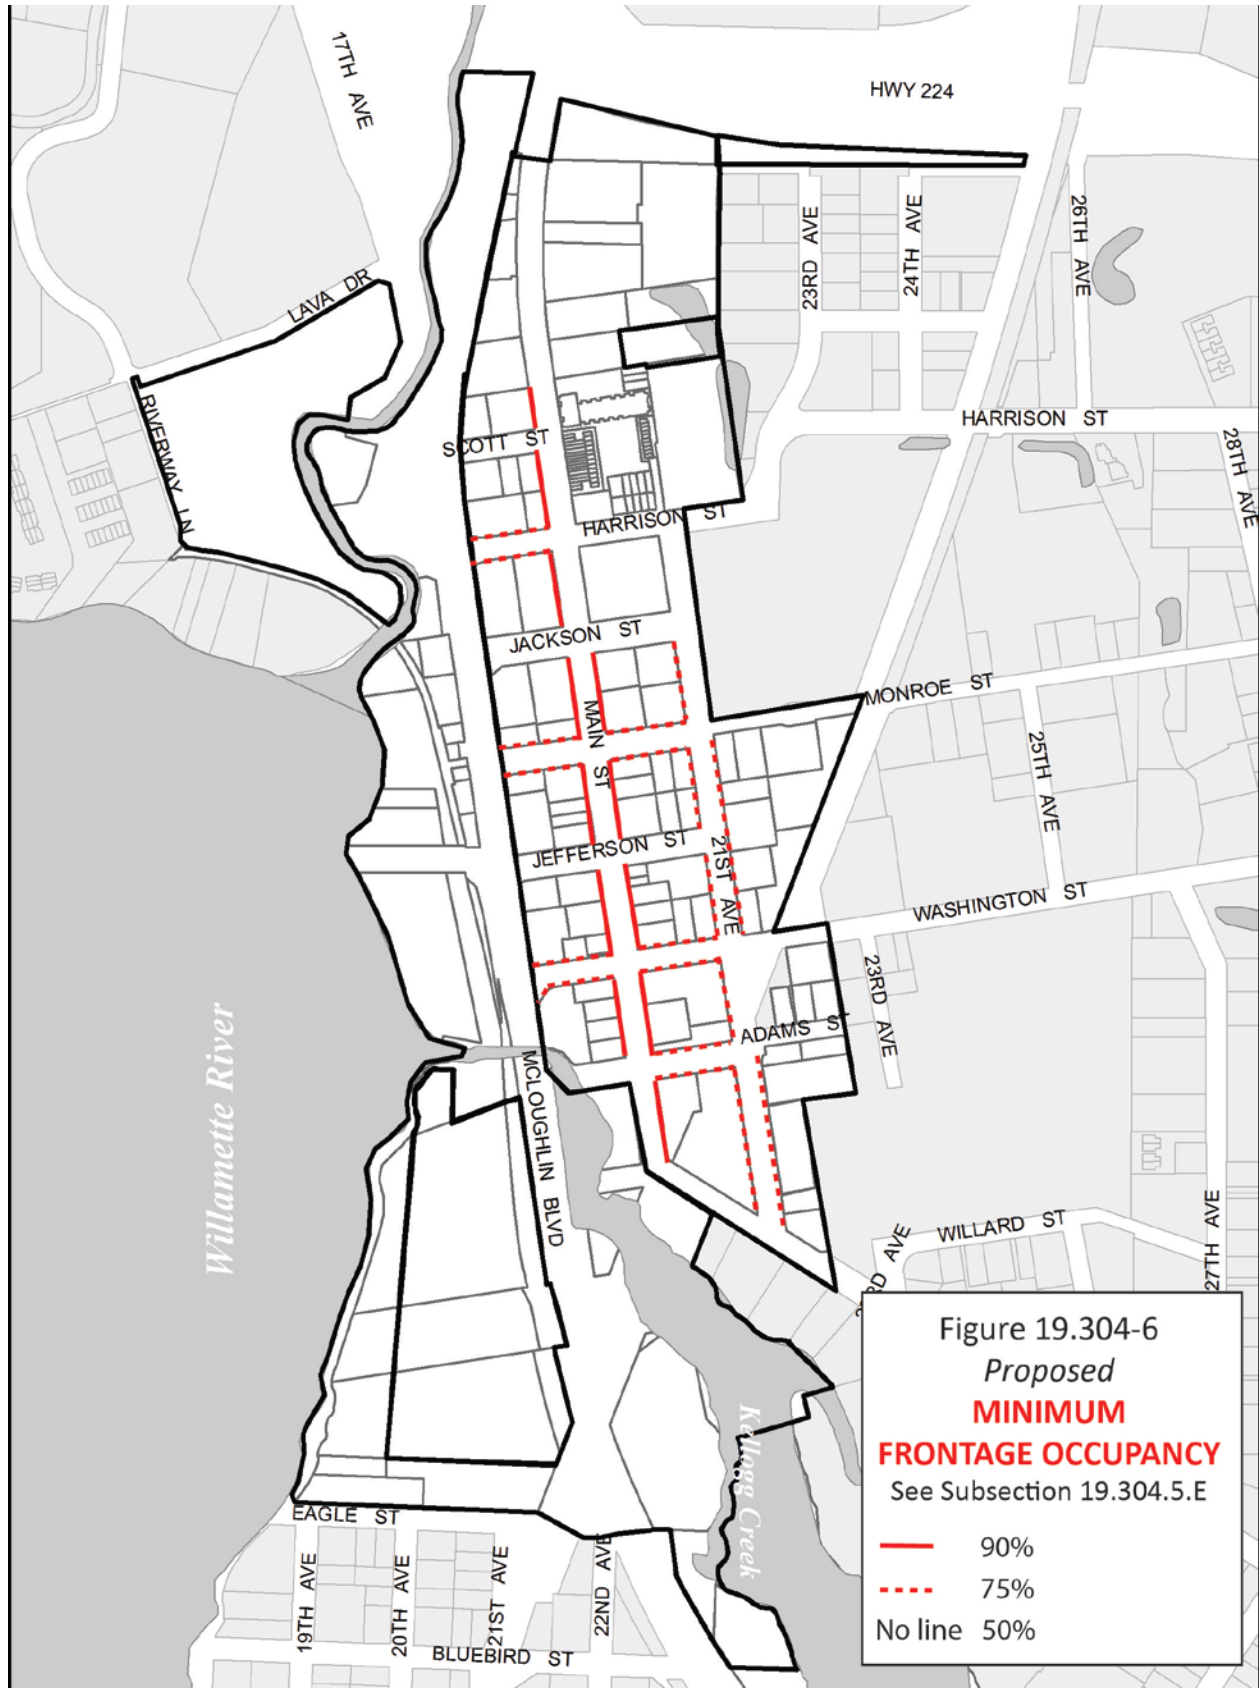 17TH AVE
HWY 224
23RD AVE
24TH AVE
26TH AVE
LAVA DR
RIVERWAY LN
SCOTT ST
HARRISON ST
28TH AVE
HARRISON ST
JACKSON ST
MONROE ST
MAIN ST
25TH AVE
JEFFERSON ST
21ST AVE
WASHINGTON ST
23RD AVE
ADAMS ST
Willamette River
MCLOUGHLIN BLVD
WILLARD ST
27TH AVE
RD AVE
Kellogg Creek
EAGLE ST
19TH AVE
20TH AVE
21ST AVE
22ND AVE
BLUEBIRD ST
Figure 19.304-6
Proposed
MINIMUM
FRONTAGE OCCUPANCY
See Subsection 19.304.5.E
90%
75%
No line 50%